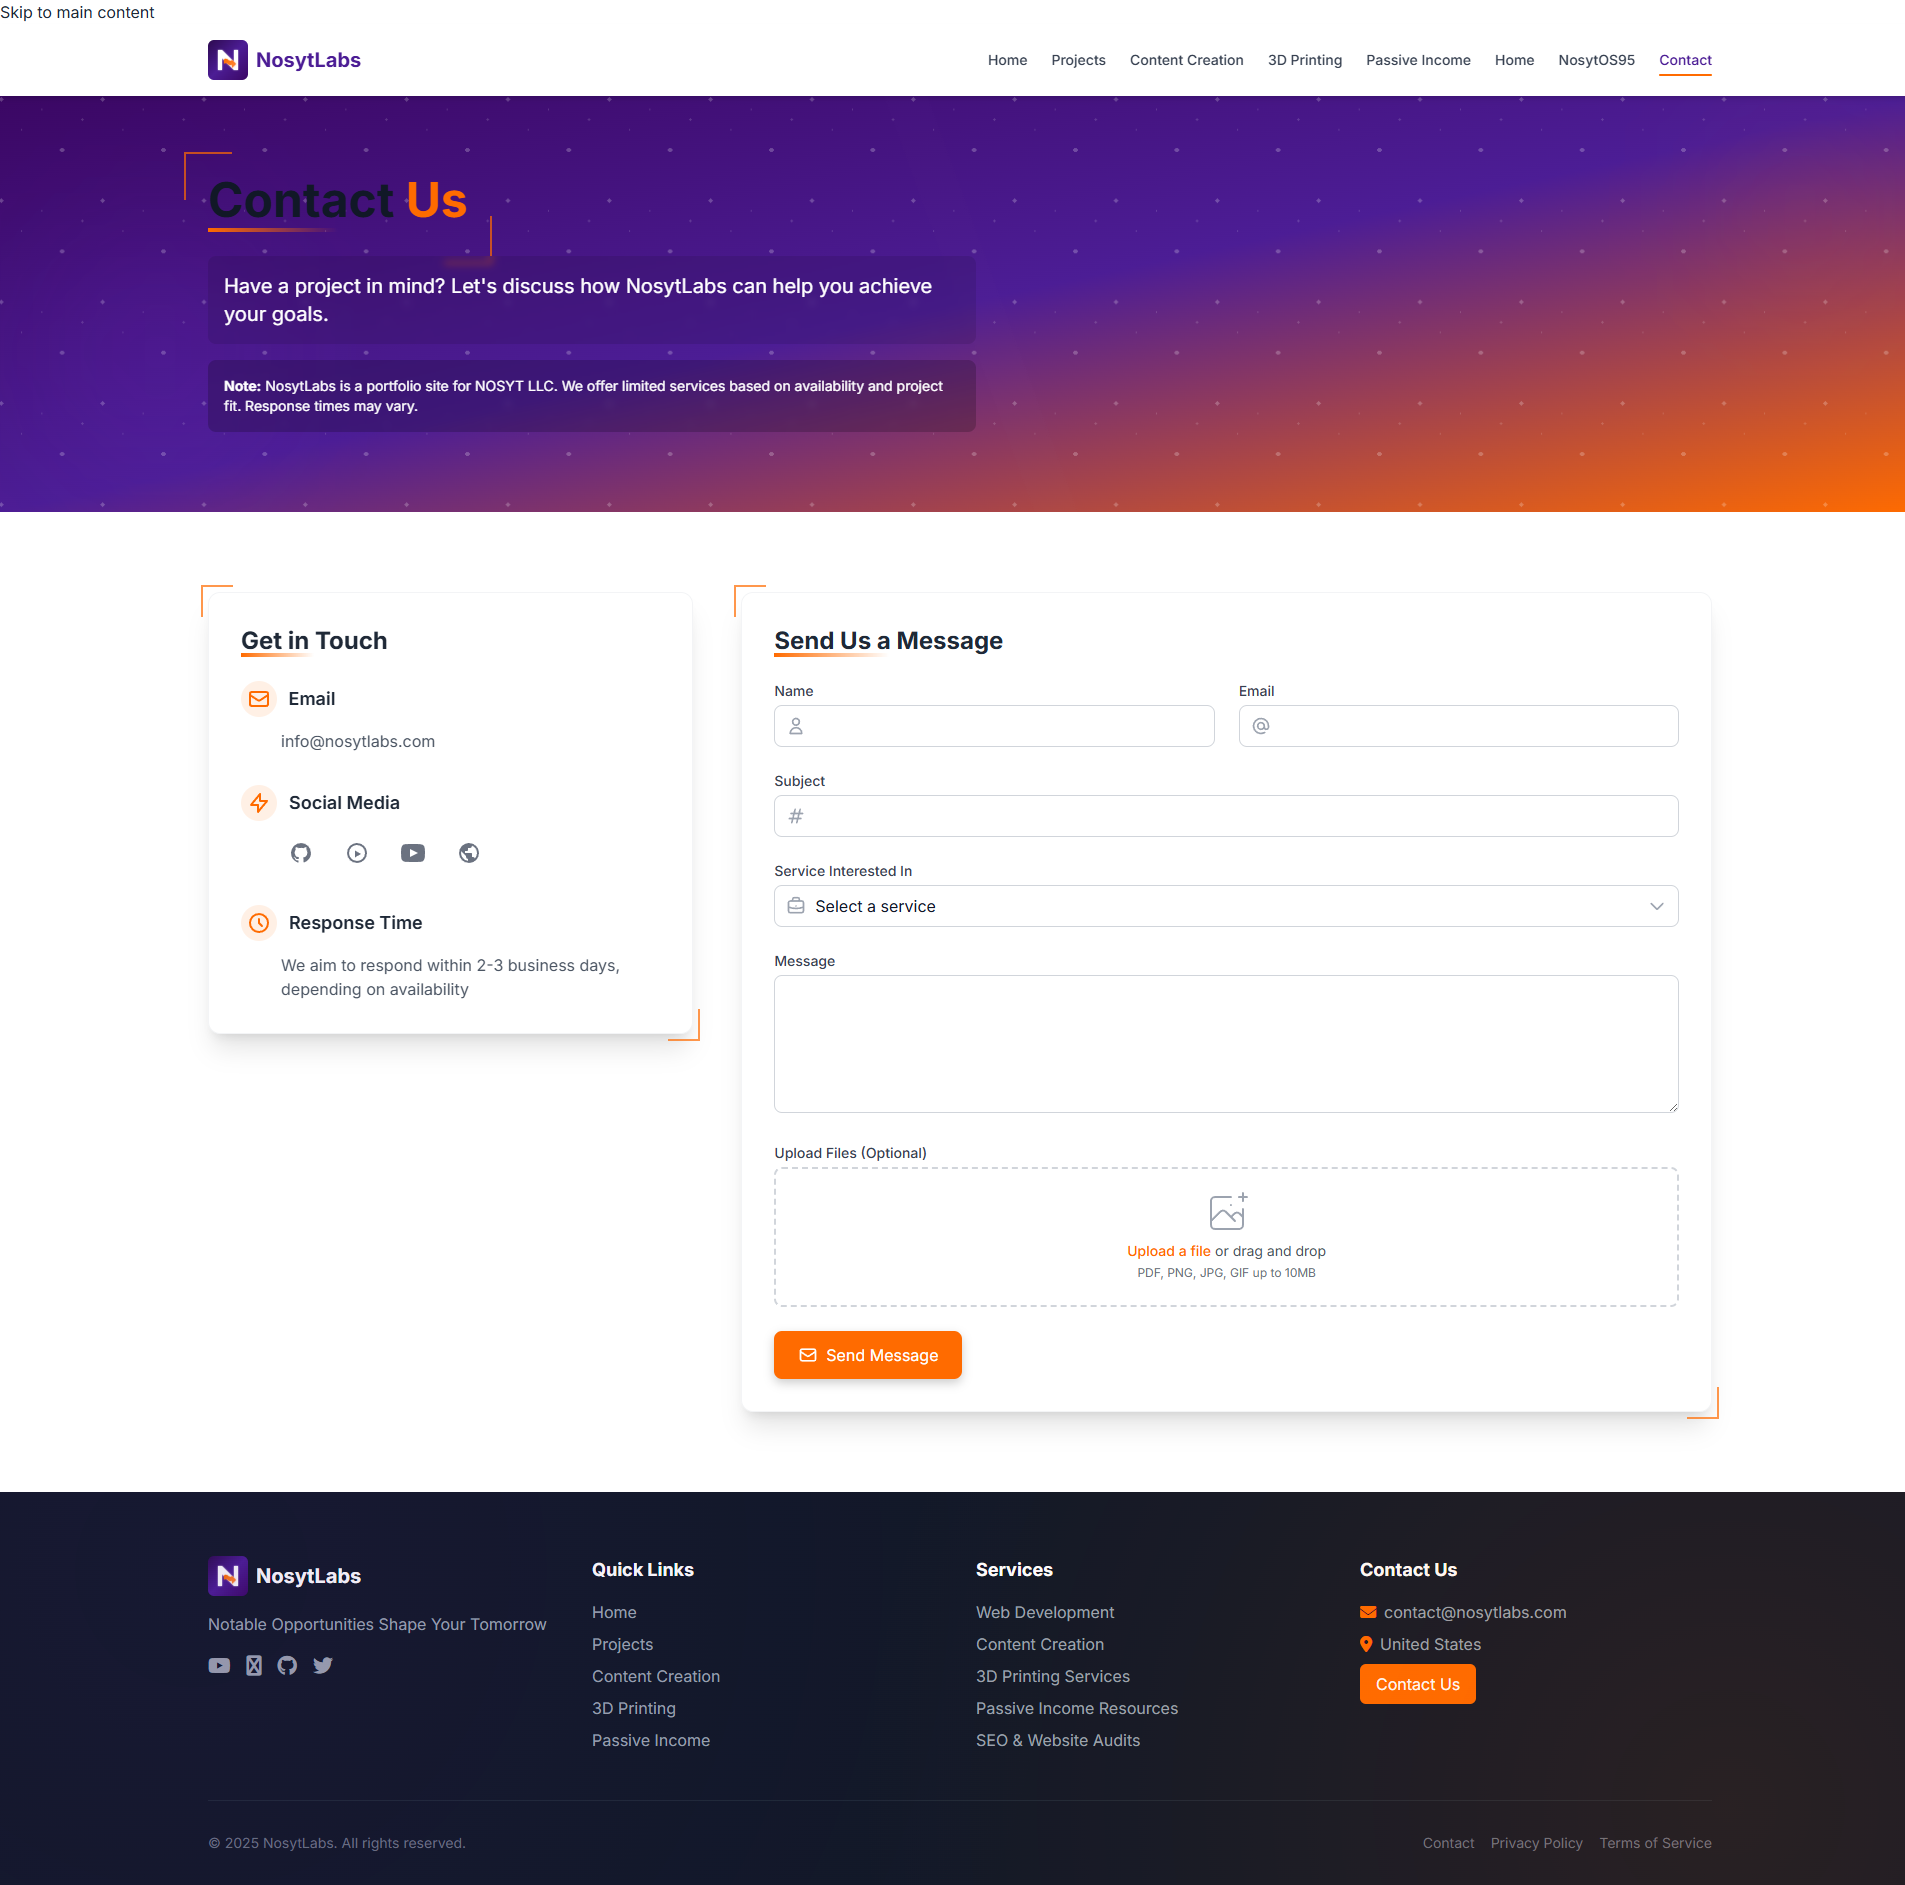 Skip to main content
NosytLabs
Home Projects Content Creation 3D Printing Passive Income Home NosytOS95 Contact
Contact Us
Have a project in mind? Let's discuss how NosytLabs can help you achieve
your goals.
Note: NosytLabs is a portfolio site for NOSYT LLC. We offer limited services based on availability and project
fit. Response times may vary.
Get in Touch
Email
info@nosytlabs.com
Social Media
Response Time
We aim to respond within 2-3 business days,
depending on availability
Send Us a Message
Name Email
Subject
Service Interested In
Select a service
Message
Upload Files (Optional)
Upload a file or drag and drop
PDF, PNG, JPG, GIF up to 10MB
Send Message
NosytLabs
Notable Opportunities Shape Your Tomorrow
Quick Links
Home
Projects
Content Creation
3D Printing
Passive Income
Services
Web Development
Content Creation
3D Printing Services
Passive Income Resources
SEO & Website Audits
Contact Us
contact@nosytlabs.com
United States
Contact Us
© 2025 NosytLabs. All rights reserved.
Contact Privacy Policy Terms of Service